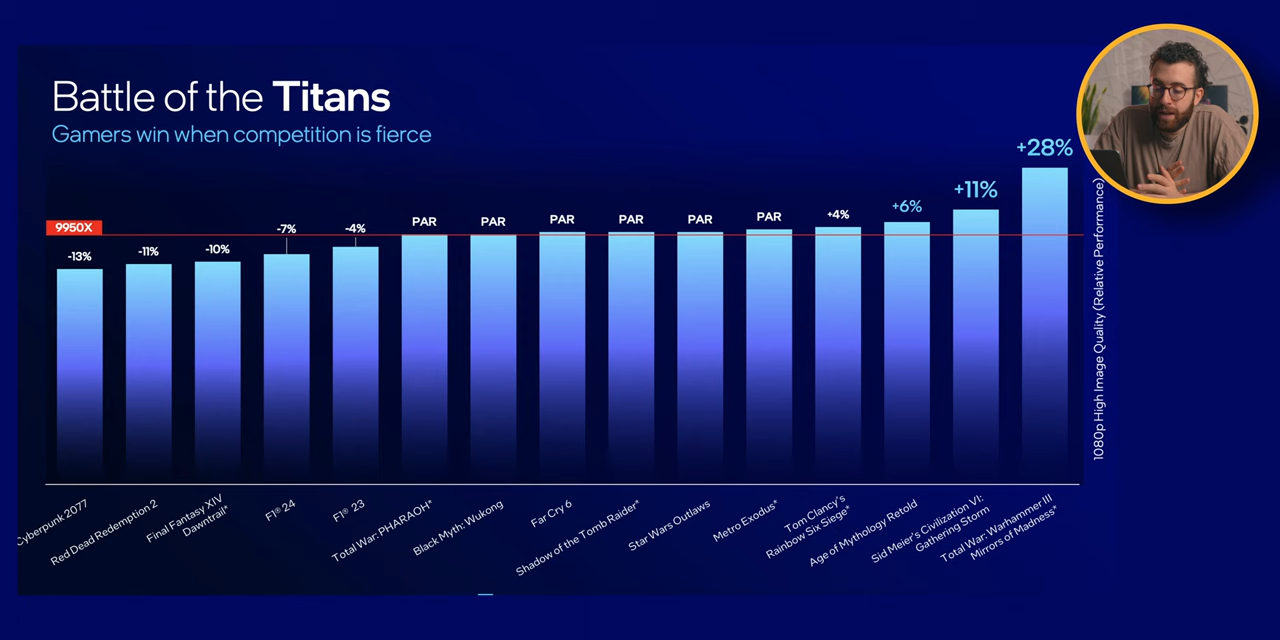 Battle of the Titans
Gamers win when competition is fierce
9950X
-13%
-11%
-10%
-7%
-4%
PAR
PAR
PAR
PAR
PAR
PAR
+4%
+6%
+11%
+28%
1080p High Image Quality (Relative Performance)
Cyberpunk 2077
Red Dead Redemption 2
Final Fantasy XIV
Dawntrail*
F1® 24
F1® 23
Total War: PHARAOH*
Black Myth: Wukong
Far Cry 6
Shadow of the Tomb Raider*
Star Wars Outlaws
Metro Exodus*
Tom Clancy's
Rainbow Six Siege*
Age of Mythology Retold
Sid Meier's Civilization VI:
Gathering Storm
Total War: Warhammer III
Mirrors of Madness*